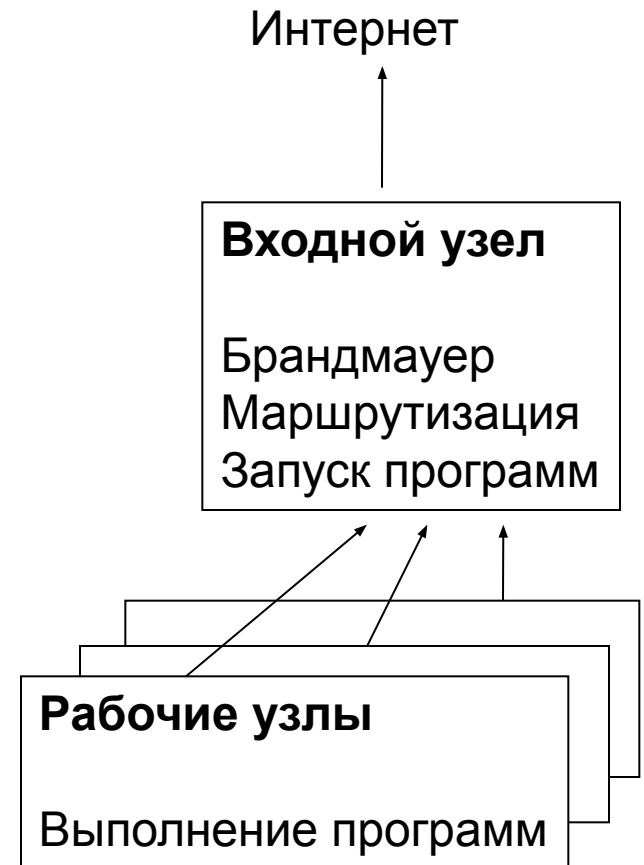 Интернет
Входной узел
Брандмауер
Маршрутизация
Запуск программ
Рабочие узлы
Выполнение программ